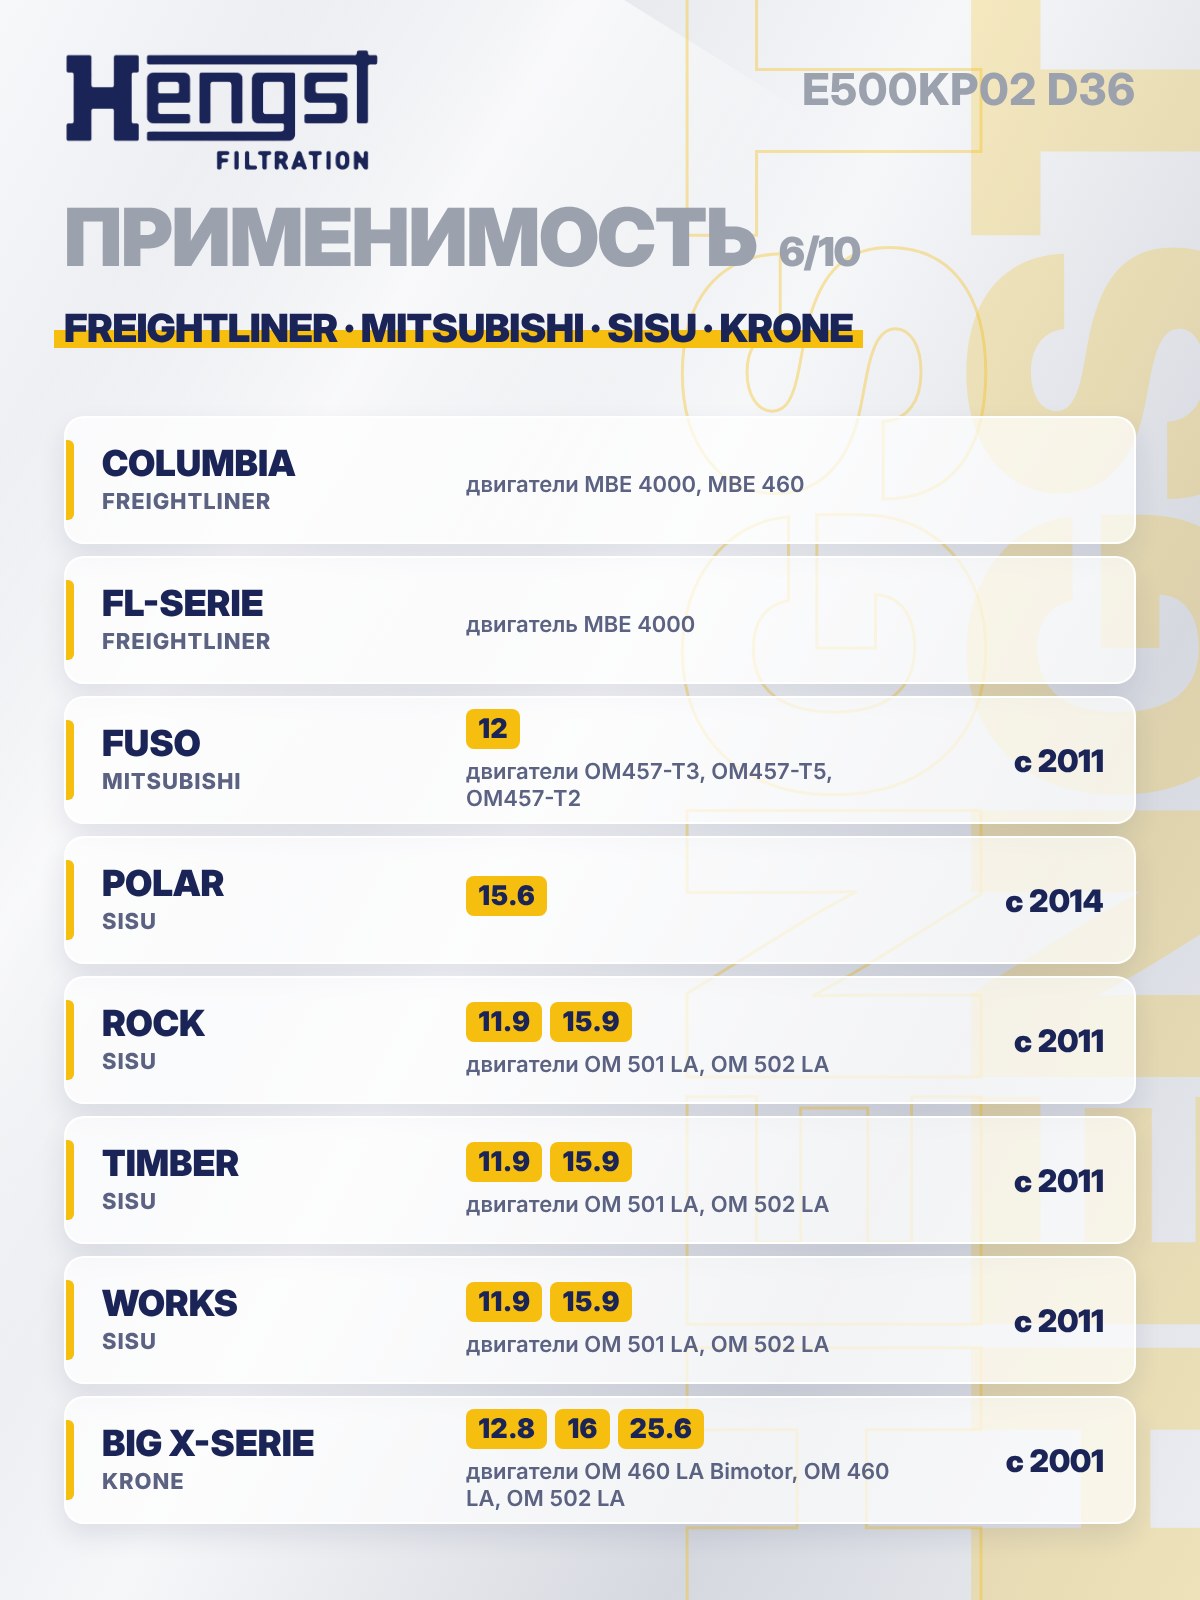 Hengst
FILTRATION
E500KP02 D36
ПРИМЕНИМОСТЬ 6/10
FREIGHTLINER · MITSUBISHI · SISU · KRONE
COLUMBIA
FREIGHTLINER
двигатели MBE 4000, MBE 460
FL-SERIE
FREIGHTLINER
двигатель MBE 4000
FUSO
MITSUBISHI
12
двигатели OM457-T3, OM457-T5,
OM457-T2
с 2011
POLAR
SISU
15.6
с 2014
ROCK
SISU
11.9 15.9
двигатели OM 501 LA, OM 502 LA
с 2011
TIMBER
SISU
11.9 15.9
двигатели OM 501 LA, OM 502 LA
с 2011
WORKS
SISU
11.9 15.9
двигатели OM 501 LA, OM 502 LA
с 2011
BIG X-SERIE
KRONE
12.8 16 25.6
двигатели OM 460 LA Bimotor, OM 460
LA, OM 502 LA
с 2001
HENGST
HENGST